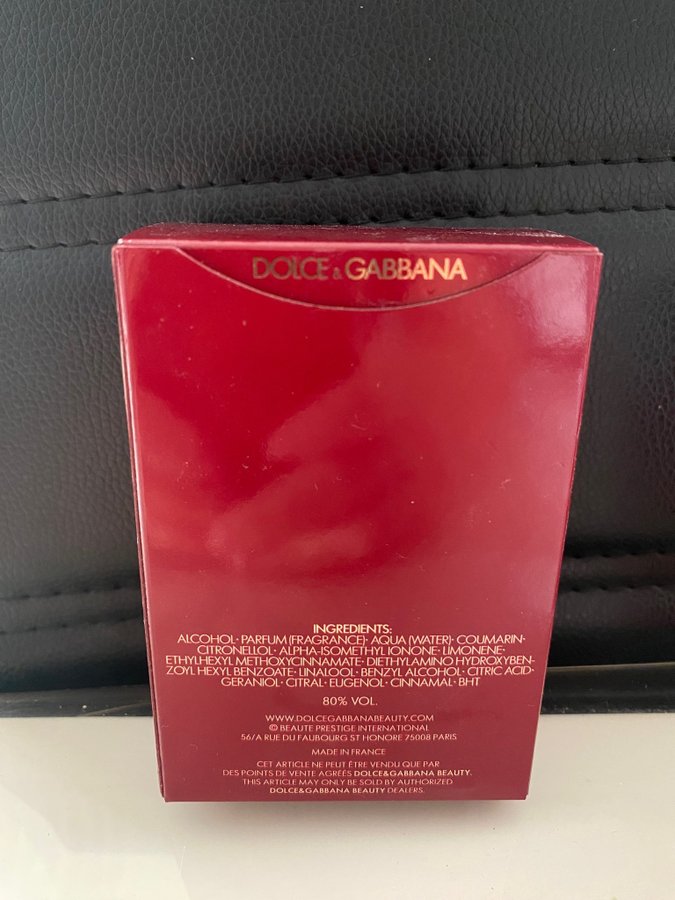 DOLCE & GABBANA
INGREDIENTS:
ALCOHOL · PARFUM (FRAGRANCE) · AQUA (WATER) · COUMARIN ·
CITRONELLOL · ALPHA-ISOMETHYL IONONE · LIMONENE ·
ETHYLHEXYL METHOXYCINNAMATE · DIETHYLAMINO HYDROXYBEN-
ZOYL HEXYL BENZOATE · LINALOOL · BENZYL ALCOHOL · CITRIC ACID ·
GERANIOL · CITRAL · EUGENOL · CINNAMAL · BHT
80% VOL.
WWW.DOLCEGABBANABEAUTY.COM
© BEAUTE PRESTIGE INTERNATIONAL
56/A RUE DU FAUBOURG ST HONORE 75008 PARIS
MADE IN FRANCE
CET ARTICLE NE PEUT ÊTRE VENDU QUE PAR
DES POINTS DE VENTE AGRÉÉS DOLCE&GABBANA BEAUTY.
THIS ARTICLE MAY ONLY BE SOLD BY AUTHORIZED
DOLCE&GABBANA BEAUTY DEALERS.